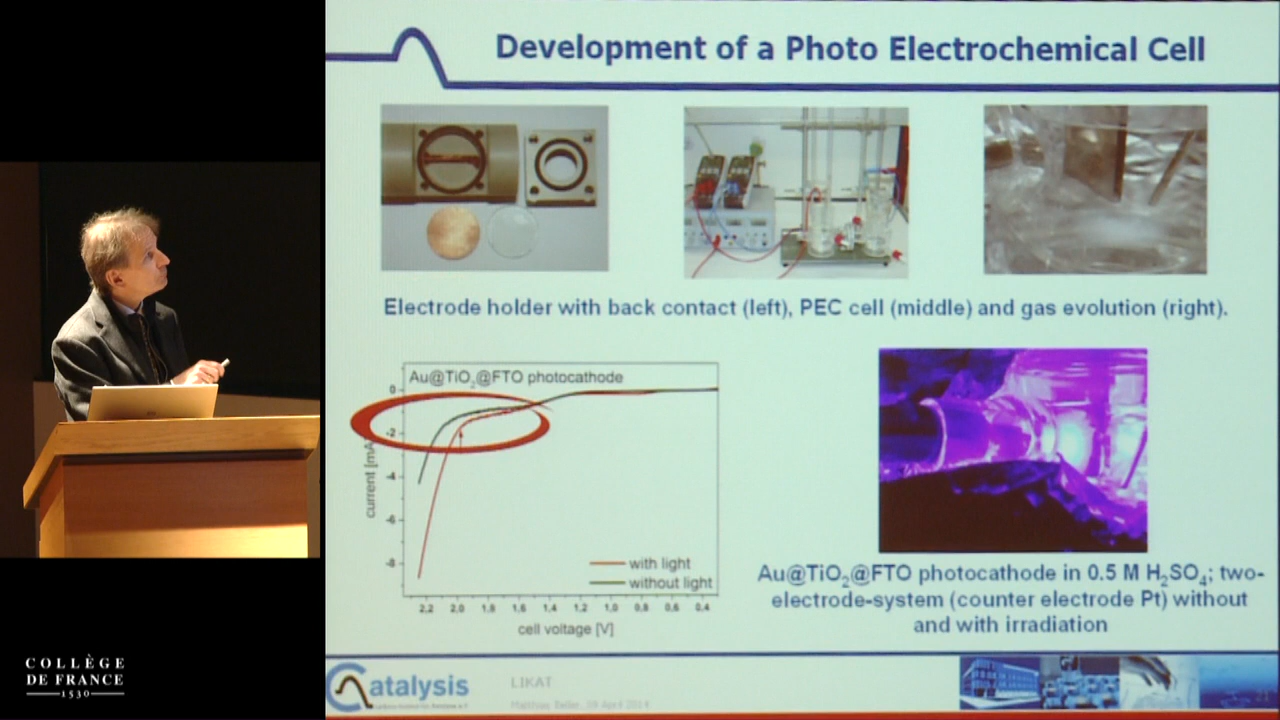 Development of a Photo Electrochemical Cell
Electrode holder with back contact (left), PEC cell (middle) and gas evolution (right).
Au@TiO₂@FTO photocathode
0
-2
-4
-6
-8
current [mA
with light
without light
2,2 2,0 1,8 1,6 1,4 1,2 1,0 0,8 0,6 0,4
cell voltage [V]
Au@TiO₂@FTO photocathode in 0.5 M H₂SO₄; two-
electrode-system (counter electrode Pt) without
and with irradiation
COLLÈGE
DE FRANCE
1530
Catalysis
LIKAT